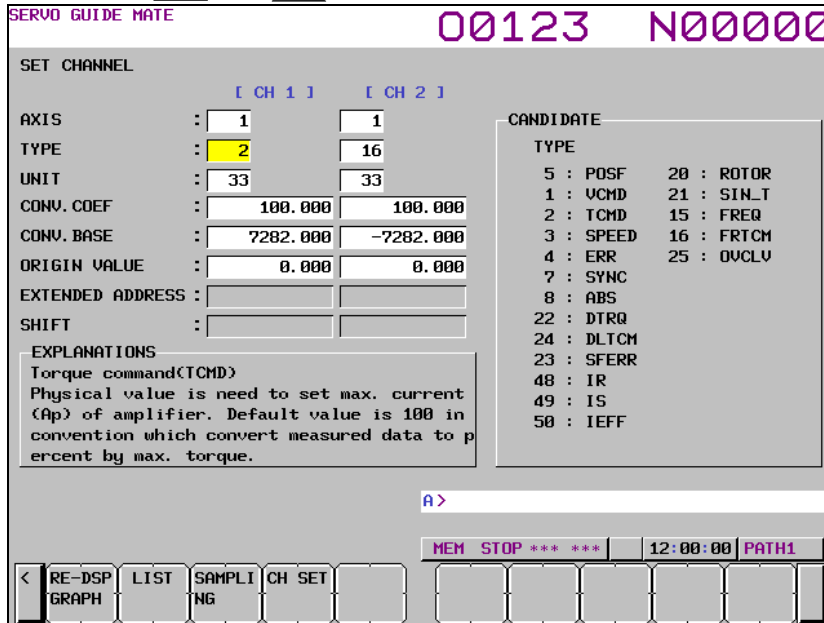 SERVO GUIDE MATE
O0123 N00000
SET CHANNEL
[ CH 1 ] [ CH 2 ]
AXIS : 1 1
TYPE : 2 16
UNIT : 33 33
CONV.COEF : 100.000 100.000
CONV.BASE : 7282.000 -7282.000
ORIGIN VALUE : 0.000 0.000
EXTENDED ADDRESS :
SHIFT :
EXPLANATIONS
Torque command(TCMD)
Physical value is need to set max. current
(Ap) of amplifier. Default value is 100 in
convention which convert measured data to p
ercent by max. torque.
CANDIDATE
TYPE
5 : POSF 20 : ROTOR
1 : VCMD 21 : SIN_T
2 : TCMD 15 : FREQ
3 : SPEED 16 : FRTCM
4 : ERR 25 : OVCLV
7 : SYNC
8 : ABS
22 : DTRQ
24 : DLTCM
23 : SFERR
48 : IR
49 : IS
50 : IEFF
A>
MEM STOP *** *** 12:00:00 PATH1
< RE-DSP LIST SAMPLI CH SET
GRAPH NG